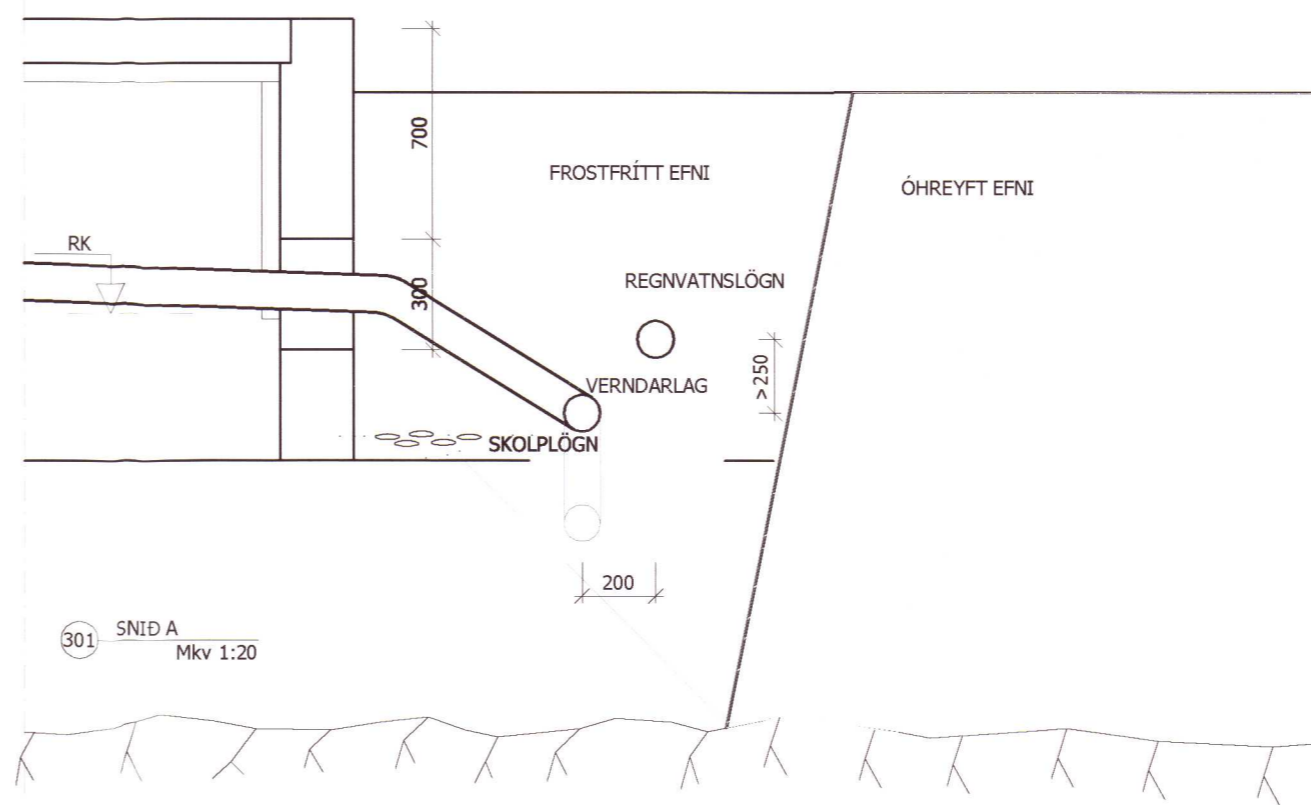 700
FROSTFRÍTT EFNI
ÓHREYFT EFNI
RK
REGNVATNSLÖGN
300
>250
VERNDARLAG
SKOLPLÖGN
200
301
SNIÐ A
Mkv 1:20